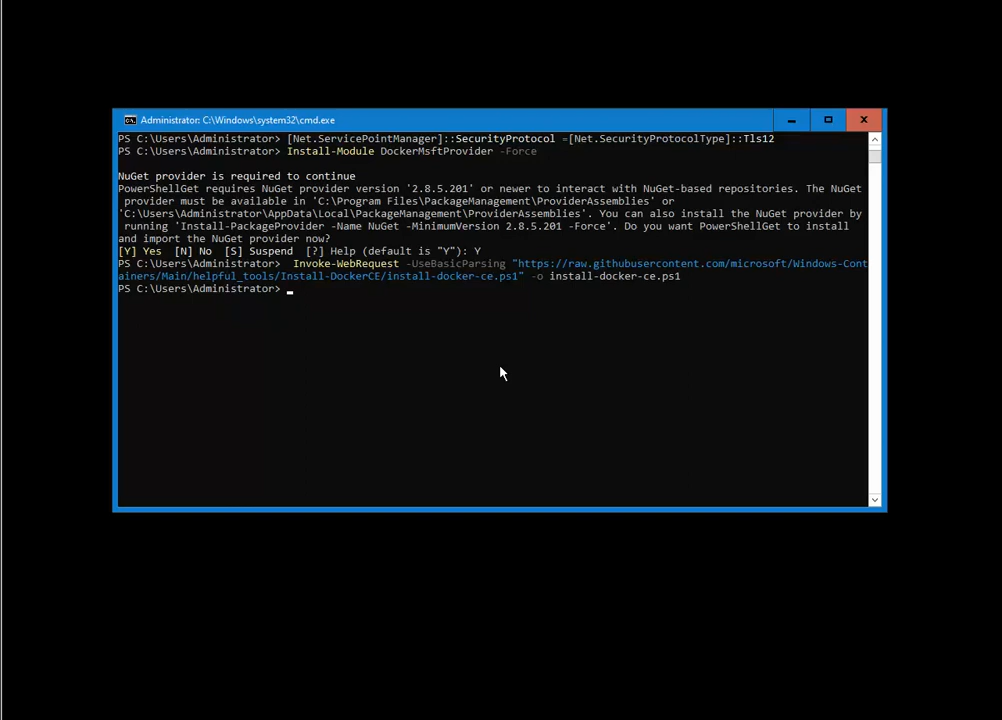 Administrator: C:\Windows\system32\cmd.exe
PS C:\Users\Administrator> [Net.ServicePointManager]::SecurityProtocol =[Net.SecurityProtocolType]::Tls12
PS C:\Users\Administrator> Install-Module DockerMsftProvider -Force
NuGet provider is required to continue
PowerShellGet requires NuGet provider version '2.8.5.201' or newer to interact with NuGet-based repositories. The NuGet
provider must be available in 'C:\Program Files\PackageManagement\ProviderAssemblies' or
'C:\Users\Administrator\AppData\Local\PackageManagement\ProviderAssemblies'. You can also install the NuGet provider by
running 'Install-PackageProvider -Name NuGet -MinimumVersion 2.8.5.201 -Force'. Do you want PowerShellGet to install
and import the NuGet provider now?
[Y] Yes  [N] No  [S] Suspend  [?] Help (default is "Y"): Y
PS C:\Users\Administrator>  Invoke-WebRequest -UseBasicParsing "https://raw.githubusercontent.com/microsoft/Windows-Cont
ainers/Main/helpful_tools/Install-DockerCE/install-docker-ce.ps1" -o install-docker-ce.ps1
PS C:\Users\Administrator>